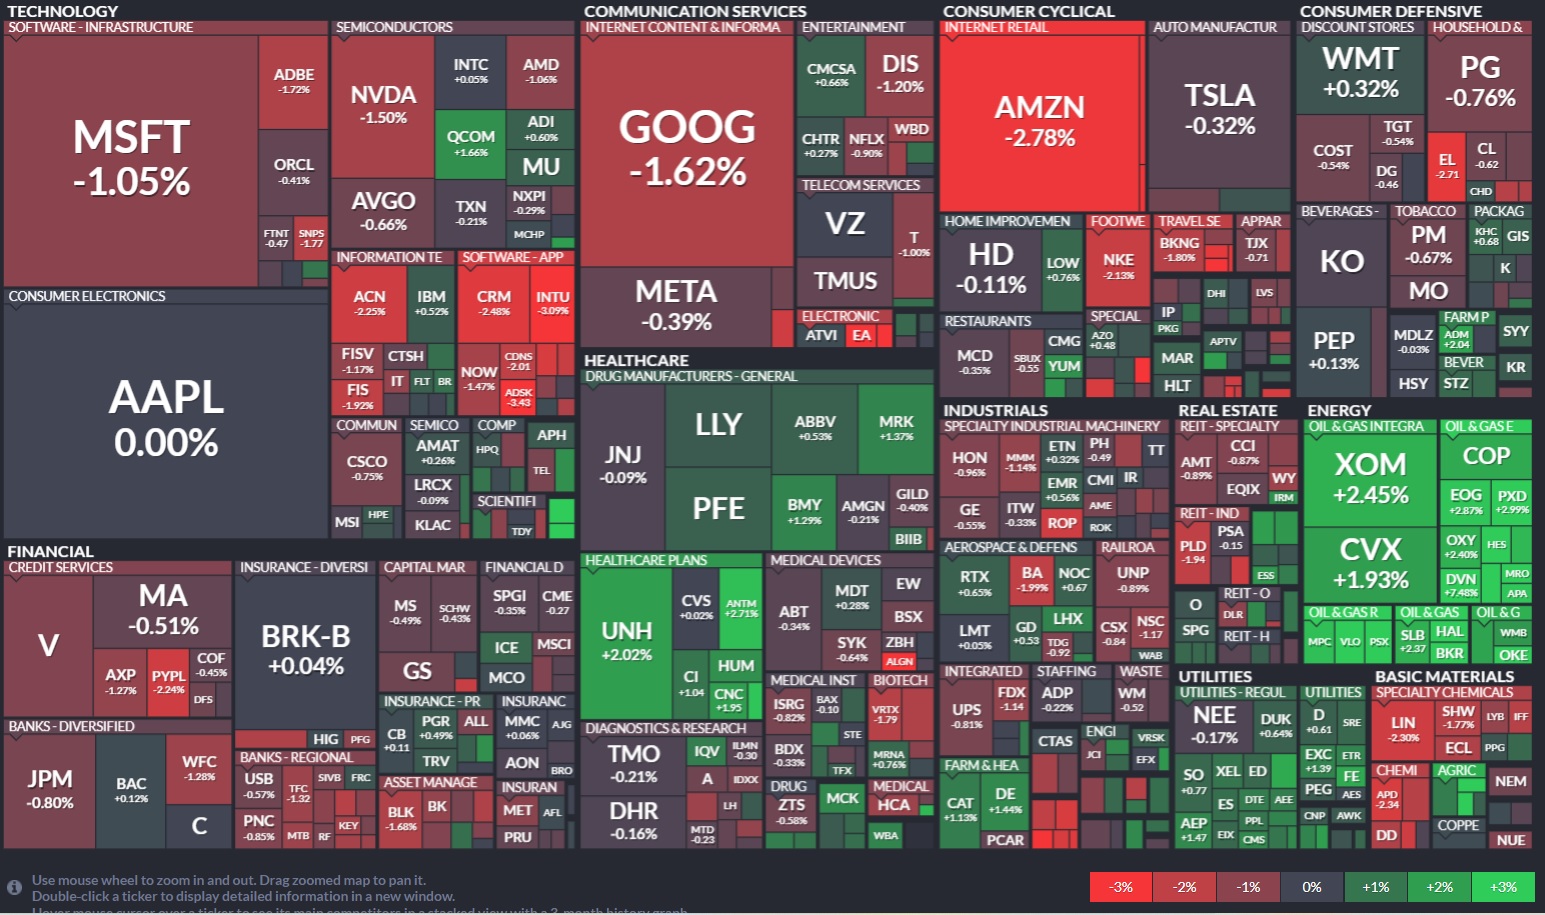 TECHNOLOGY
SOFTWARE - INFRASTRUCTURE
MSFT
-1.05%
ADBE
-1.72%
ORCL
-0.41%
FTNT
-0.47
SNPS
-1.77
SEMICONDUCTORS
NVDA
-1.50%
INTC
+0.05%
AMD
-1.06%
QCOM
+1.66%
ADI
+0.60%
MU
AVGO
-0.66%
TXN
-0.21%
NXPI
-0.29%
MCHP
CONSUMER ELECTRONICS
AAPL
0.00%
INFORMATION TE
ACN
-2.25%
IBM
+0.52%
FISV
-1.17%
CTSH
FIS
-1.92%
IT
FLT
BR
SOFTWARE - APP
CRM
-2.48%
INTU
-3.09%
NOW
-1.47%
CDNS
-2.01
ADSK
-3.43
COMMUN
CSCO
-0.75%
MSI
HPE
SEMICO
AMAT
+0.26%
LRCX
-0.09%
KLAC
COMP
HPQ
APH
TEL
SCIENTIFI
TDY
COMMUNICATION SERVICES
INTERNET CONTENT & INFORMA
GOOG
-1.62%
META
-0.39%
ENTERTAINMENT
CMCSA
+0.66%
DIS
-1.20%
CHTR
+0.27%
NFLX
-0.90%
WBD
TELECOM SERVICES
VZ
T
-1.00%
TMUS
ELECTRONIC
ATVI
EA
CONSUMER CYCLICAL
INTERNET RETAIL
AMZN
-2.78%
AUTO MANUFACTUR
TSLA
-0.32%
HOME IMPROVEMEN
HD
-0.11%
LOW
+0.76%
FOOTWE
NKE
-2.13%
TRAVEL SE
BKNG
-1.80%
APPAR
TJX
-0.71
RESTAURANTS
MCD
-0.35%
SBUX
-0.55
CMG
YUM
SPECIAL
AZO
+0.48
IP
PKG
DHI
LVS
MAR
APTV
HLT
CONSUMER DEFENSIVE
DISCOUNT STORES
WMT
+0.32%
COST
-0.54%
TGT
-0.54%
DG
-0.46
HOUSEHOLD &
PG
-0.76%
EL
-2.71
CL
-0.62
CHD
BEVERAGES -
KO
PEP
+0.13%
TOBACCO
PM
-0.67%
MO
PACKAG
KHC
+0.68
GIS
K
MDLZ
-0.03%
HSY
FARM P
ADM
+2.04
SYY
BEVER
STZ
KR
HEALTHCARE
DRUG MANUFACTURERS - GENERAL
JNJ
-0.09%
LLY
ABBV
+0.53%
MRK
+1.37%
PFE
BMY
+1.29%
AMGN
-0.21%
GILD
-0.40%
BIIB
HEALTHCARE PLANS
UNH
+2.02%
CVS
+0.02%
ANTM
+2.71%
CI
+1.04
HUM
CNC
+1.95
MEDICAL DEVICES
ABT
-0.34%
MDT
+0.28%
EW
BSX
SYK
-0.64%
ZBH
ALGN
DIAGNOSTICS & RESEARCH
TMO
-0.21%
DHR
-0.16%
IQV
ILMN
-0.30
A
IDXX
LH
MTD
-0.23
MEDICAL INST
ISRG
-0.82%
BAX
-0.10
STE
BDX
-0.33%
TFX
BIOTECH
VRTX
-1.79
MRNA
+0.76%
DRUG
ZTS
-0.58%
MCK
MEDICAL
HCA
WBA
INDUSTRIALS
SPECIALTY INDUSTRIAL MACHINERY
HON
-0.96%
MMM
-1.14%
ETN
+0.32%
PH
-0.49
TT
EMR
+0.56%
CMI
IR
GE
-0.55%
ITW
-0.33%
ROP
AME
ROK
AEROSPACE & DEFENS
RTX
+0.65%
BA
-1.99%
NOC
+0.67
LMT
+0.05%
GD
+0.53
LHX
TDG
-0.92
RAILROA
UNP
-0.89%
CSX
-0.84
NSC
-1.17
WAB
INTEGRATED
UPS
-0.81%
FDX
-1.14
STAFFING
ADP
-0.22%
WASTE
WM
-0.52
CTAS
ENGI
JCI
VRSK
EFX
FARM & HEA
CAT
+1.13%
DE
+1.44%
PCAR
REAL ESTATE
REIT - SPECIALTY
AMT
-0.89%
CCI
-0.87%
EQIX
WY
IRM
REIT - IND
PLD
-1.94
PSA
-0.15
ESS
O
SPG
REIT - O
DLR
REIT - H
ENERGY
OIL & GAS INTEGRA
XOM
+2.45%
CVX
+1.93%
OIL & GAS E
COP
EOG
+2.87%
PXD
+2.99%
OXY
+2.40%
HES
DVN
+7.48%
MRO
APA
OIL & GAS R
MPC
VLO
PSX
OIL & GAS
SLB
+2.37
HAL
BKR
OIL & G
WMB
OKE
UTILITIES
UTILITIES - REGUL
NEE
-0.17%
DUK
+0.64%
SO
+0.77
XEL
ED
ES
DTE
AEE
AEP
+1.47
EIX
PPL
CMS
UTILITIES
D
+0.61
SRE
EXC
+1.39
ETR
FE
PEG
AES
CNP
AWK
BASIC MATERIALS
SPECIALTY CHEMICALS
LIN
-2.30%
SHW
-1.77%
LYB
IFF
ECL
PPG
CHEMI
APD
-2.34
DD
AGRIC
NEM
COPPE
NUE
FINANCIAL
CREDIT SERVICES
V
MA
-0.51%
AXP
-1.27%
PYPL
-2.24%
COF
-0.45%
DFS
INSURANCE - DIVERSI
BRK-B
+0.04%
HIG
PFG
CAPITAL MAR
MS
-0.49%
SCHW
-0.43%
GS
FINANCIAL D
SPGI
-0.35%
CME
-0.27
ICE
MSCI
MCO
BANKS - DIVERSIFIED
JPM
-0.80%
BAC
+0.12%
WFC
-1.28%
C
BANKS - REGIONAL
USB
-0.57%
TFC
-1.32
SIVB
FRC
PNC
-0.85%
MTB
RF
KEY
INSURANCE - PR
CB
+0.11
PGR
+0.49%
ALL
TRV
INSURANC
MMC
+0.06%
AJG
AON
BRO
ASSET MANAGE
BLK
-1.68%
BK
INSURAN
MET
AFL
PRU
Use mouse wheel to zoom in and out. Drag zoomed map to pan it.
Double-click a ticker to display detailed information in a new window.
Hover mouse cursor over a ticker to see its main competitors in a stacked view with a 3-month history graph.
-3%
-2%
-1%
0%
+1%
+2%
+3%